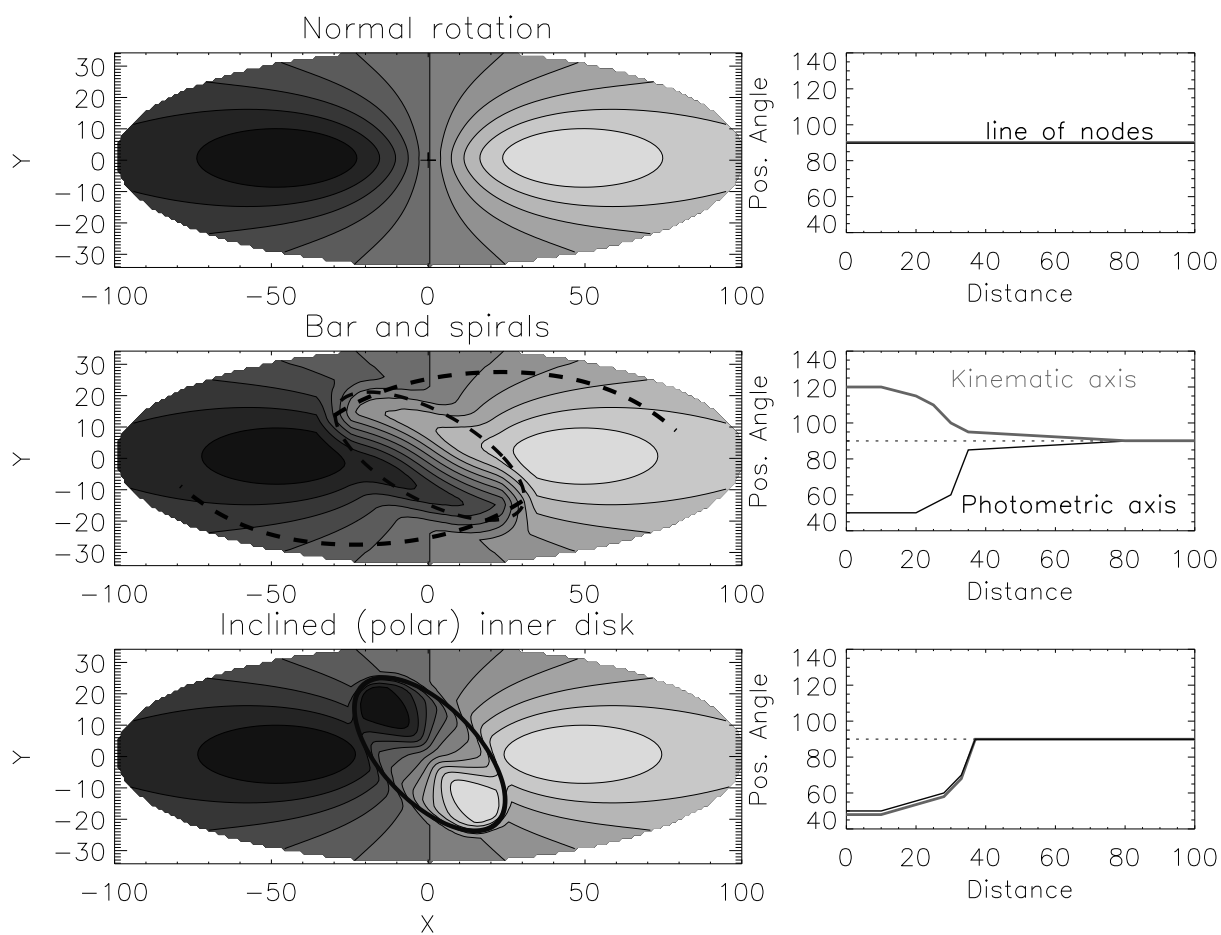 Normal rotation
30
20
10
0
−10
−20
−30
Y
−100 −50 0 50 100
140
120
100
80
60
40
Pos. Angle
line of nodes
0 20 40 60 80 100
Distance
Bar and spirals
30
20
10
0
−10
−20
−30
Y
−100 −50 0 50 100
140
120
100
80
60
40
Pos. Angle
Kinematic axis
Photometric axis
0 20 40 60 80 100
Distance
Inclined (polar) inner disk
30
20
10
0
−10
−20
−30
Y
−100 −50 0 50 100
X
140
120
100
80
60
40
Pos. Angle
0 20 40 60 80 100
Distance